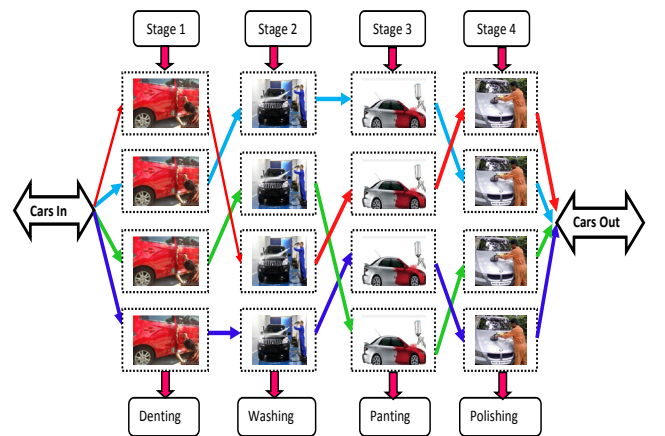 Stage 1
Stage 2
Stage 3
Stage 4
Cars In
Cars Out
Denting
Washing
Panting
Polishing